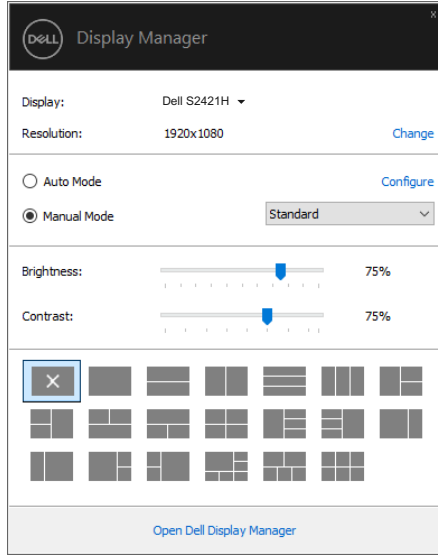 x
DELL Display Manager
Display: Dell S2421H
Resolution: 1920x1080 Change
Auto Mode Configure
Manual Mode Standard
Brightness: 75%
Contrast: 75%
Open Dell Display Manager